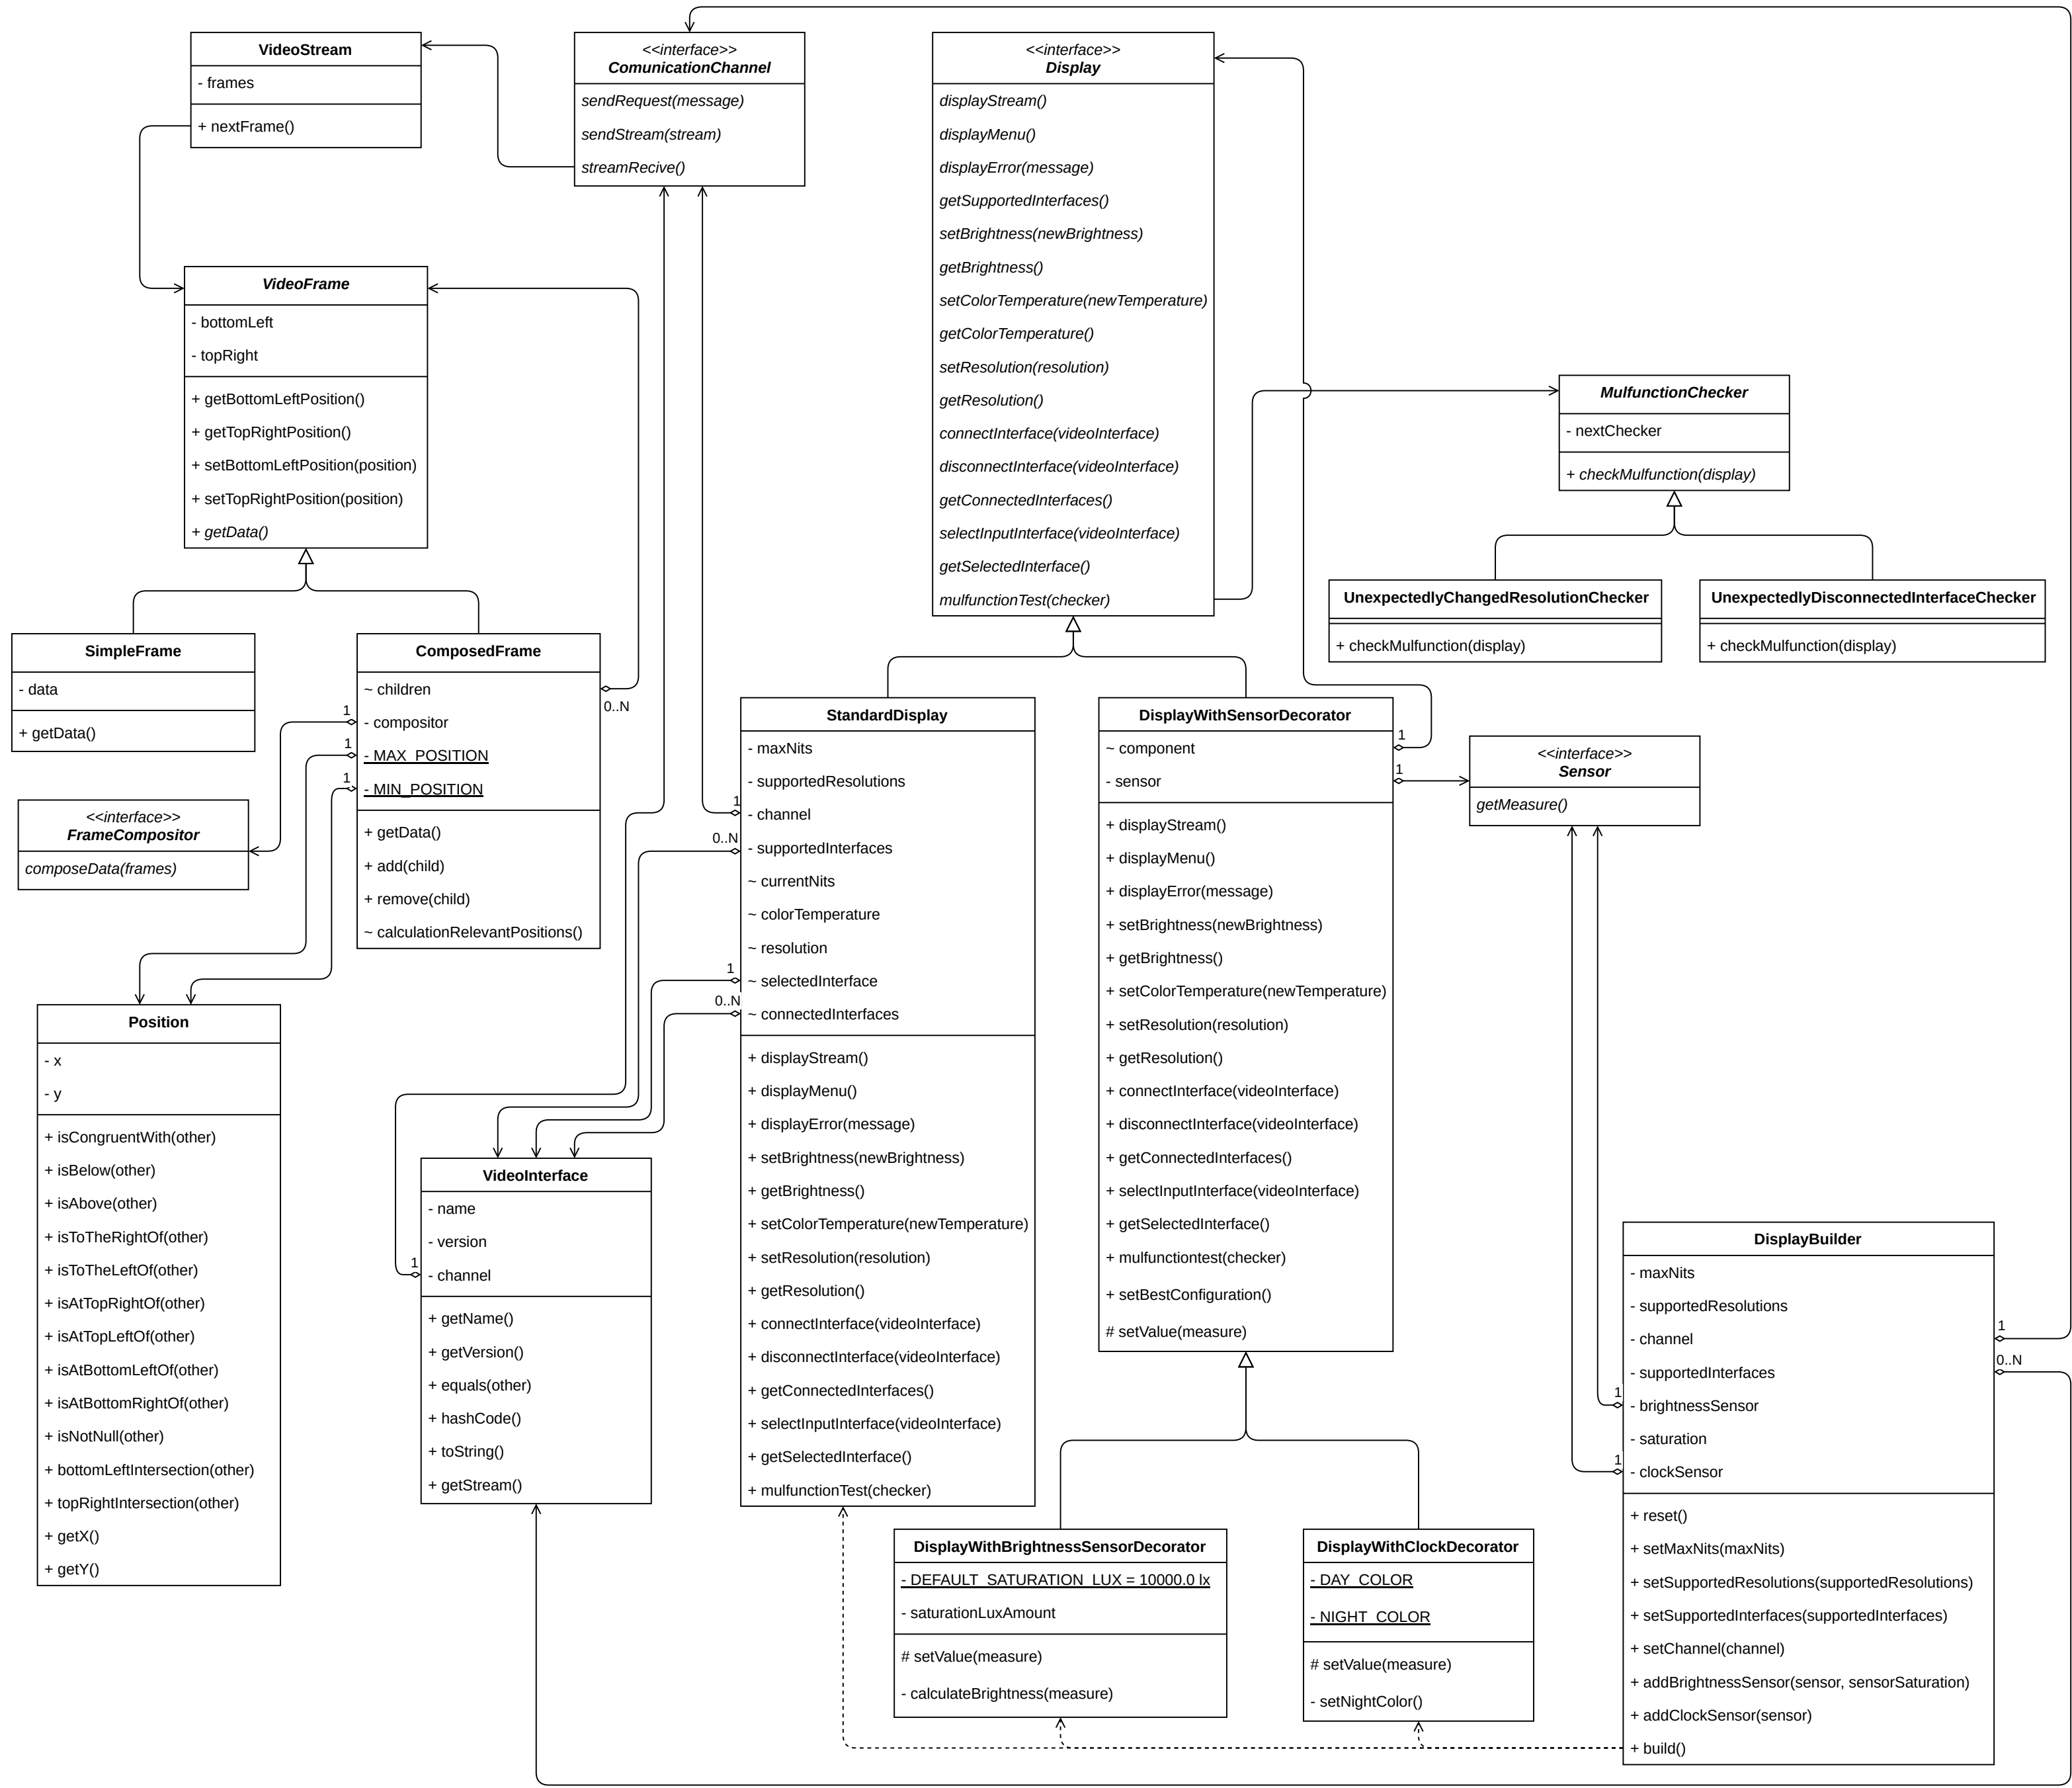 VideoStream
- frames
+ nextFrame()
<<interface>>
ComunicationChannel
sendRequest(message)
sendStream(stream)
streamRecive()
<<interface>>
Display
displayStream()
displayMenu()
displayError(message)
getSupportedInterfaces()
setBrightness(newBrightness)
getBrightness()
setColorTemperature(newTemperature)
getColorTemperature()
setResolution(resolution)
getResolution()
connectInterface(videoInterface)
disconnectInterface(videoInterface)
getConnectedInterfaces()
selectInputInterface(videoInterface)
getSelectedInterface()
mulfunctionTest(checker)
VideoFrame
- bottomLeft
- topRight
+ getBottomLeftPosition()
+ getTopRightPosition()
+ setBottomLeftPosition(position)
+ setTopRightPosition(position)
+ getData()
MulfunctionChecker
- nextChecker
+ checkMulfunction(display)
UnexpectedlyChangedResolutionChecker
+ checkMulfunction(display)
UnexpectedlyDisconnectedInterfaceChecker
+ checkMulfunction(display)
SimpleFrame
- data
+ getData()
ComposedFrame
~ children
- compositor
- MAX_POSITION
- MIN_POSITION
+ getData()
+ add(child)
+ remove(child)
~ calculationRelevantPositions()
0..N
1
1
1
<<interface>>
FrameCompositor
composeData(frames)
StandardDisplay
- maxNits
- supportedResolutions
- channel
- supportedInterfaces
~ currentNits
~ colorTemperature
~ resolution
~ selectedInterface
~ connectedInterfaces
+ displayStream()
+ displayMenu()
+ displayError(message)
+ setBrightness(newBrightness)
+ getBrightness()
+ setColorTemperature(newTemperature)
+ setResolution(resolution)
+ getResolution()
+ connectInterface(videoInterface)
+ disconnectInterface(videoInterface)
+ getConnectedInterfaces()
+ selectInputInterface(videoInterface)
+ getSelectedInterface()
+ mulfunctionTest(checker)
1
0..N
1
0..N
DisplayWithSensorDecorator
~ component
- sensor
+ displayStream()
+ displayMenu()
+ displayError(message)
+ setBrightness(newBrightness)
+ getBrightness()
+ setColorTemperature(newTemperature)
+ setResolution(resolution)
+ getResolution()
+ connectInterface(videoInterface)
+ disconnectInterface(videoInterface)
+ getConnectedInterfaces()
+ selectInputInterface(videoInterface)
+ getSelectedInterface()
+ mulfunctiontest(checker)
+ setBestConfiguration()
# setValue(measure)
1
1
<<interface>>
Sensor
getMeasure()
Position
- x
- y
+ isCongruentWith(other)
+ isBelow(other)
+ isAbove(other)
+ isToTheRightOf(other)
+ isToTheLeftOf(other)
+ isAtTopRightOf(other)
+ isAtTopLeftOf(other)
+ isAtBottomLeftOf(other)
+ isAtBottomRightOf(other)
+ isNotNull(other)
+ bottomLeftIntersection(other)
+ topRightIntersection(other)
+ getX()
+ getY()
VideoInterface
- name
- version
- channel
+ getName()
+ getVersion()
+ equals(other)
+ hashCode()
+ toString()
+ getStream()
1
DisplayBuilder
- maxNits
- supportedResolutions
- channel
- supportedInterfaces
- brightnessSensor
- saturation
- clockSensor
+ reset()
+ setMaxNits(maxNits)
+ setSupportedResolutions(supportedResolutions)
+ setSupportedInterfaces(supportedInterfaces)
+ setChannel(channel)
+ addBrightnessSensor(sensor, sensorSaturation)
+ addClockSensor(sensor)
+ build()
1
0..N
1
1
DisplayWithBrightnessSensorDecorator
- DEFAULT_SATURATION_LUX = 10000.0 lx
- saturationLuxAmount
# setValue(measure)
- calculateBrightness(measure)
DisplayWithClockDecorator
- DAY_COLOR
- NIGHT_COLOR
# setValue(measure)
- setNightColor()